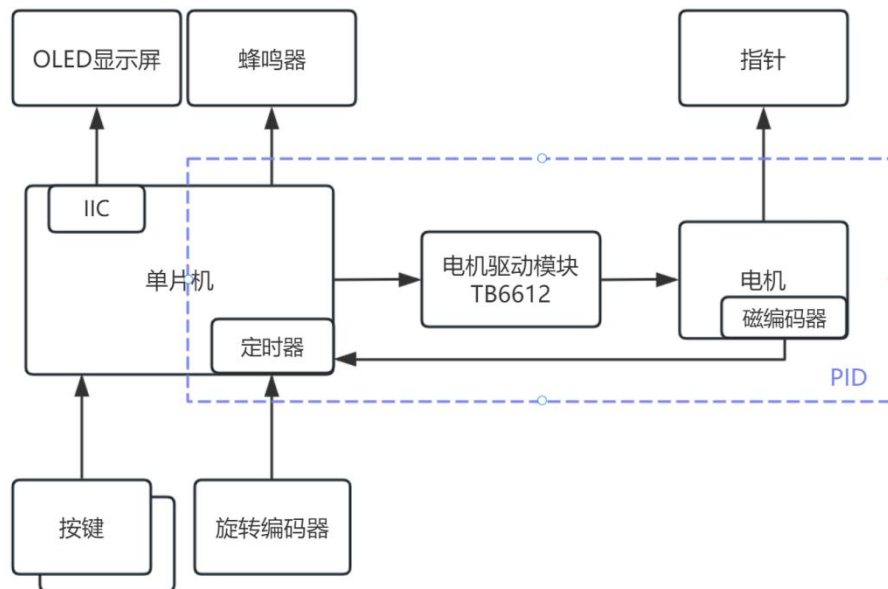 OLED显示屏
蜂鸣器
指针
IIC
单片机
电机驱动模块
TB6612
电机
磁编码器
定时器
PID
按键
旋转编码器